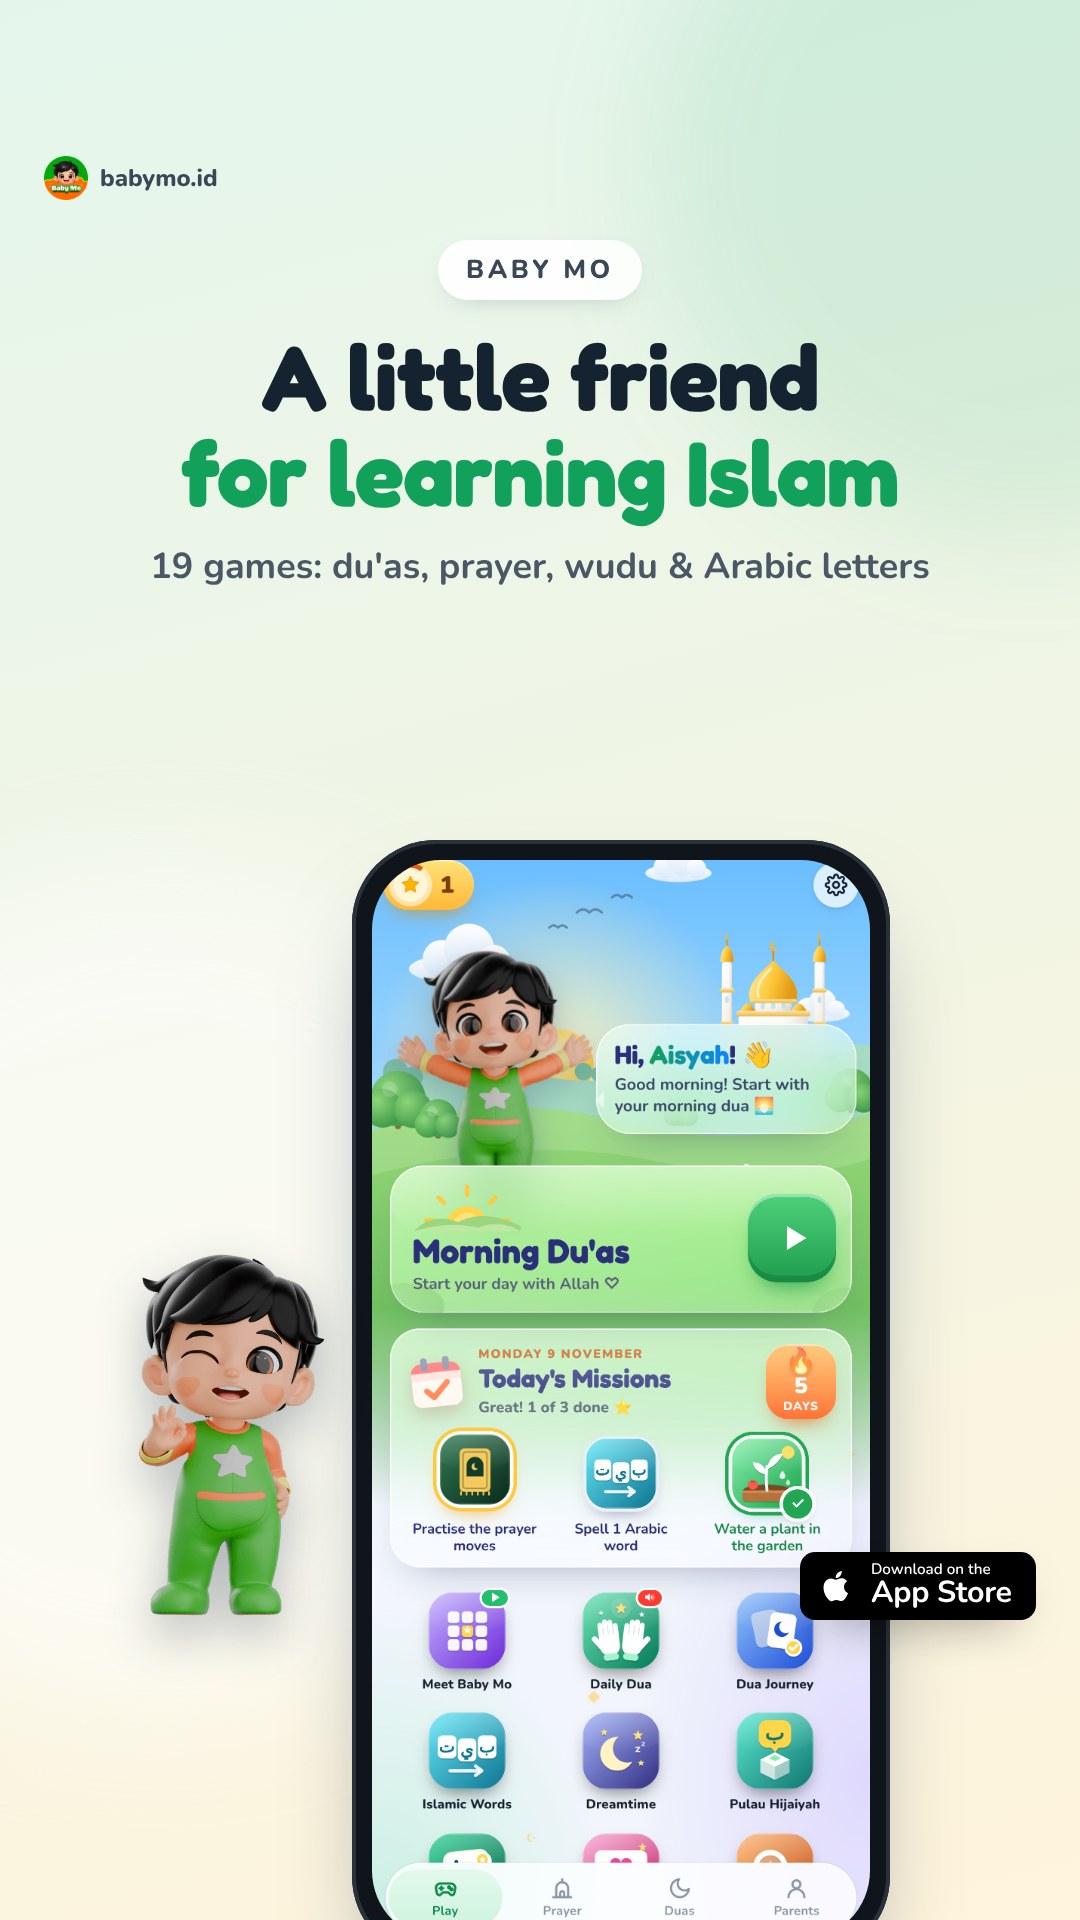 Baby Mo
babymo.id
BABY MO
A little friend
for learning Islam
19 games: du'as, prayer, wudu & Arabic letters
1
Hi, Aisyah! 👋
Good morning! Start with
your morning dua 🌅
Morning Du'as
Start your day with Allah ♡
MONDAY 9 NOVEMBER
Today's Missions
Great! 1 of 3 done ⭐
5
DAYS
ب ي ت
Practise the prayer
moves
Spell 1 Arabic
word
Water a plant in
the garden
Download on the
App Store
Meet Baby Mo
Daily Dua
Dua Journey
ب ي ت
z z
ب
Islamic Words
Dreamtime
Pulau Hijaiyah
Play
Prayer
Duas
Parents